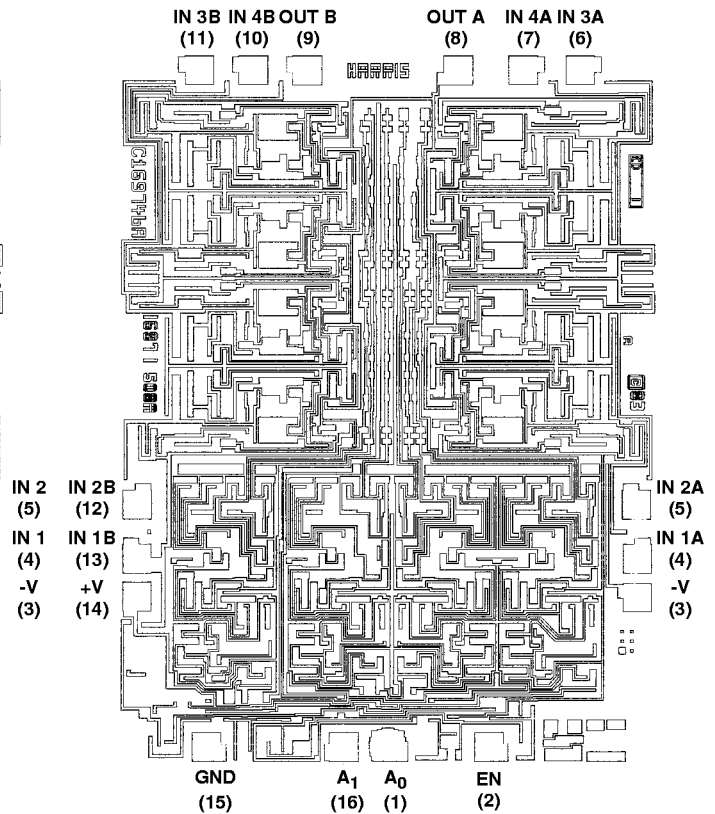 IN 3B IN 4B OUT B OUT A IN 4A IN 3A
(11) (10) (9) (8) (7) (6)
HARRIS
IN 2 IN 2B IN 2A
(5) (12) (5)
IN 1 IN 1B IN 1A
(4) (13) (4)
-V +V -V
(3) (14) (3)
GND A1 A0 EN
(15) (16) (1) (2)